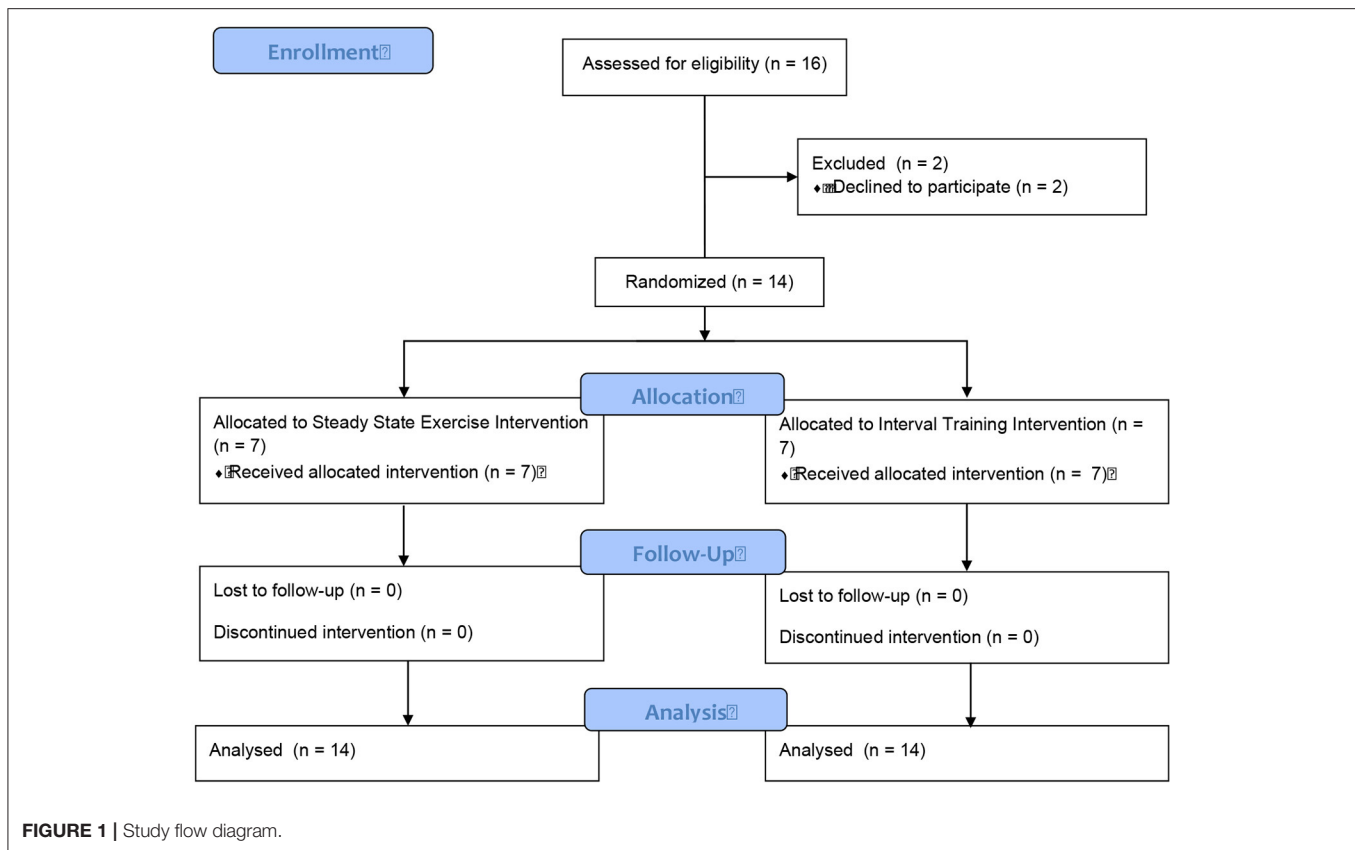 Enrollment
Assessed for eligibility (n = 16)
Excluded (n = 2)
♦ Declined to participate (n = 2)
Randomized (n = 14)
Allocation
Allocated to Steady State Exercise Intervention
(n = 7)
♦ Received allocated intervention (n = 7)
Allocated to Interval Training Intervention (n =
7)
♦ Received allocated intervention (n = 7)
Follow-Up
Lost to follow-up (n = 0)
Discontinued intervention (n = 0)
Lost to follow-up (n = 0)
Discontinued intervention (n = 0)
Analysis
Analysed (n = 14)
Analysed (n = 14)
FIGURE 1 | Study flow diagram.